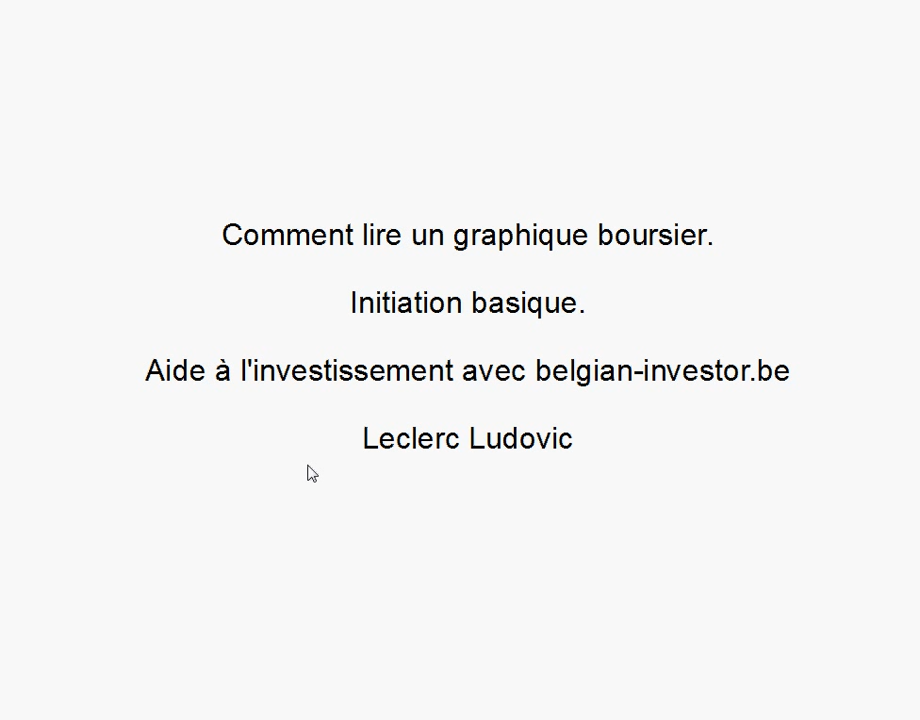 Comment lire un graphique boursier.
Initiation basique.
Aide à l'investissement avec belgian-investor.be
Leclerc Ludovic